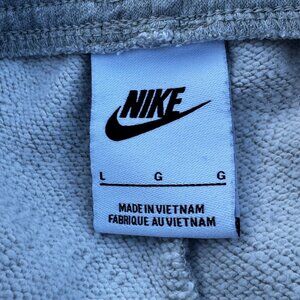 NIKE
L G G
MADE IN VIETNAM
FABRIQUE AU VIETNAM